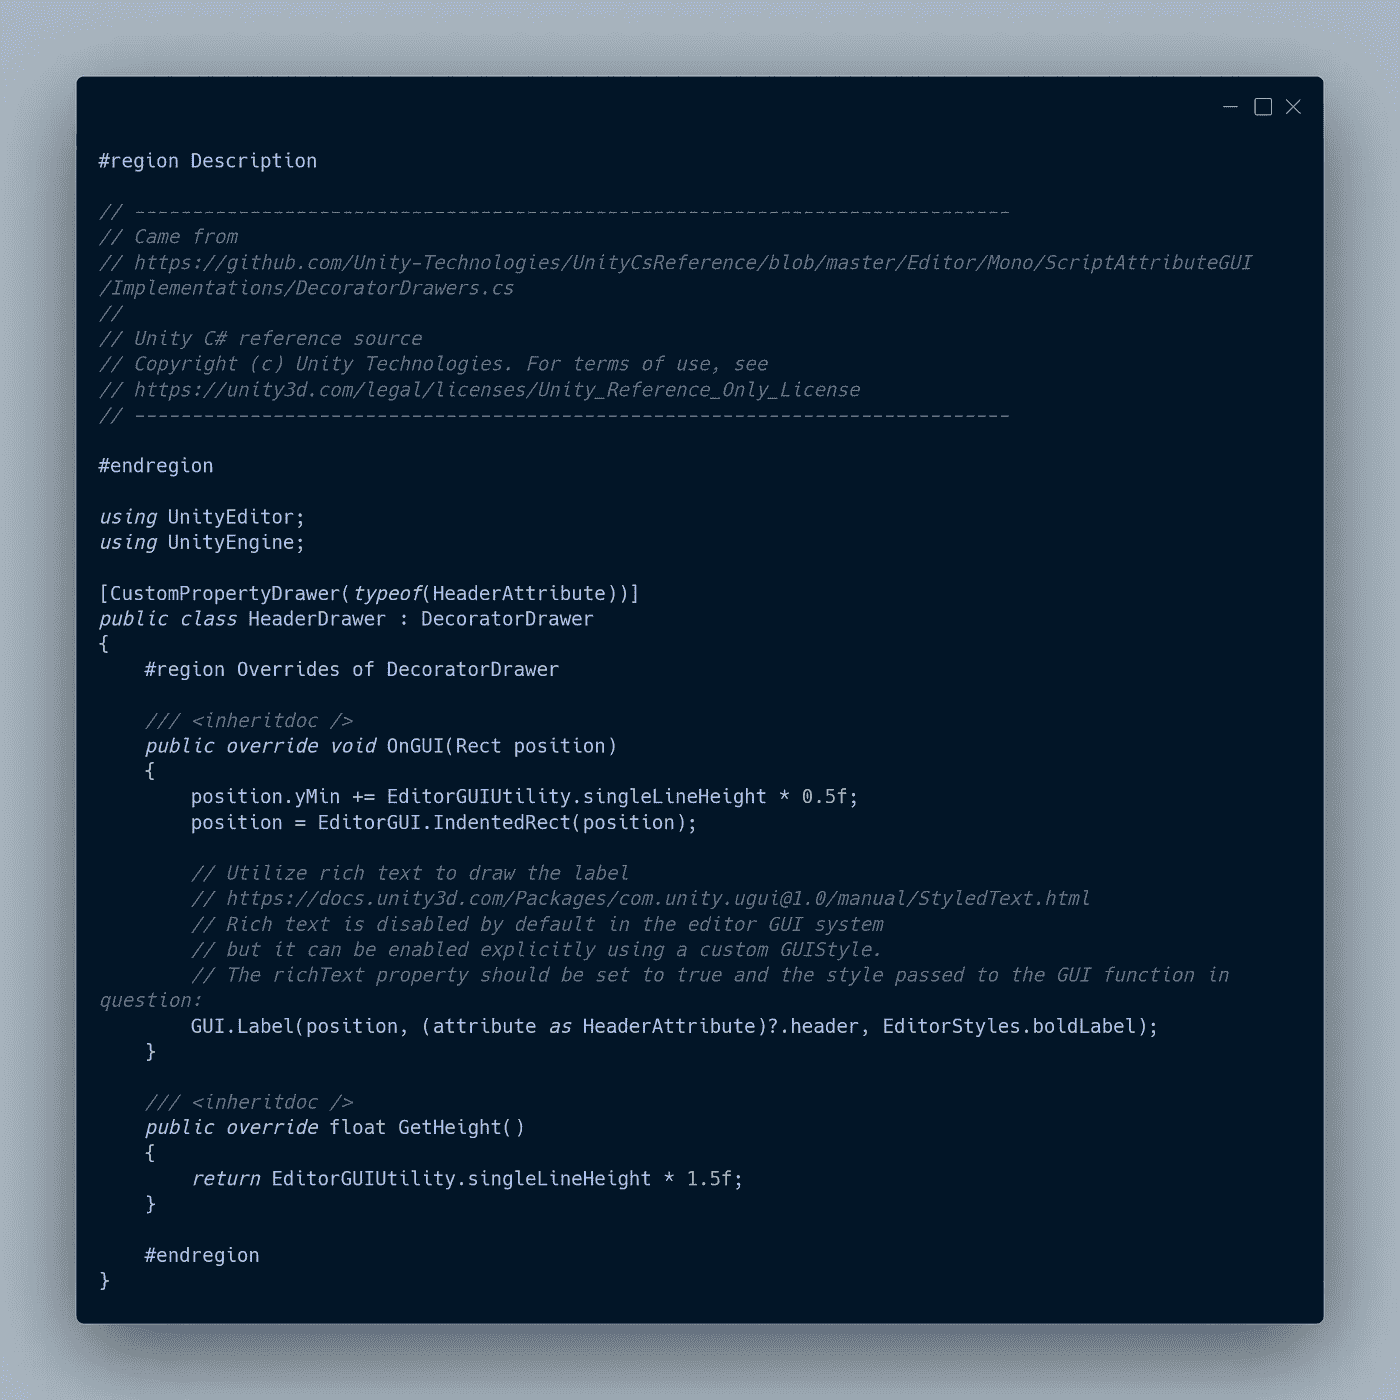 #region Description
// ----------------------------------------------------------------------------
// Came from
// https://github.com/Unity-Technologies/UnityCsReference/blob/master/Editor/Mono/ScriptAttributeGUI
/Implementations/DecoratorDrawers.cs
//
// Unity C# reference source
// Copyright (c) Unity Technologies. For terms of use, see
// https://unity3d.com/legal/licenses/Unity_Reference_Only_License
// ----------------------------------------------------------------------------
#endregion
using UnityEditor;
using UnityEngine;
[CustomPropertyDrawer(typeof(HeaderAttribute))]
public class HeaderDrawer : DecoratorDrawer
{
    #region Overrides of DecoratorDrawer
    /// <inheritdoc />
    public override void OnGUI(Rect position)
    {
        position.yMin += EditorGUIUtility.singleLineHeight * 0.5f;
        position = EditorGUI.IndentedRect(position);
        // Utilize rich text to draw the label
        // https://docs.unity3d.com/Packages/com.unity.ugui@1.0/manual/StyledText.html
        // Rich text is disabled by default in the editor GUI system
        // but it can be enabled explicitly using a custom GUIStyle.
        // The richText property should be set to true and the style passed to the GUI function in
question:
        GUI.Label(position, (attribute as HeaderAttribute)?.header, EditorStyles.boldLabel);
    }
    /// <inheritdoc />
    public override float GetHeight()
    {
        return EditorGUIUtility.singleLineHeight * 1.5f;
    }
    #endregion
}